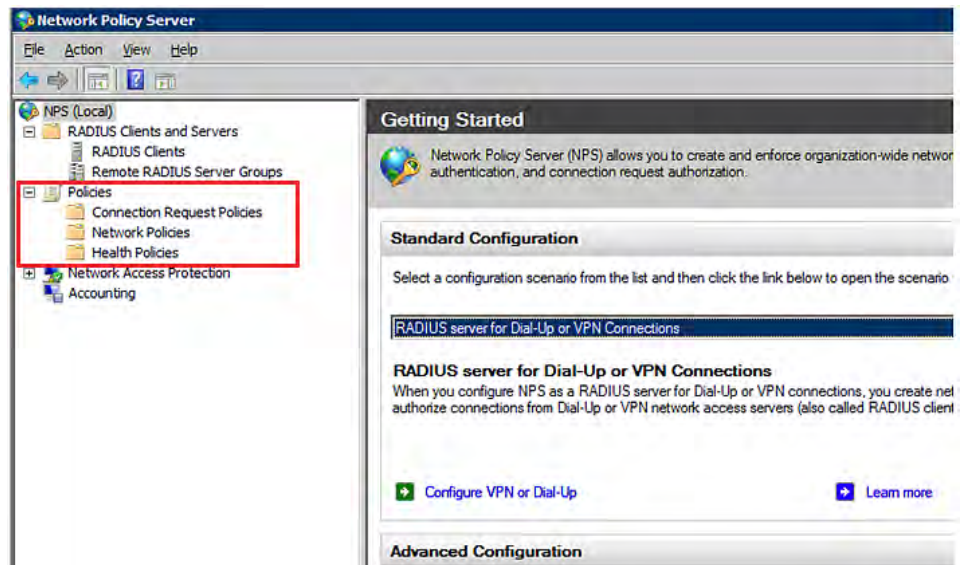 Network Policy Server
File Action View Help
NPS (Local)
RADIUS Clients and Servers
RADIUS Clients
Remote RADIUS Server Groups
Policies
Connection Request Policies
Network Policies
Health Policies
Network Access Protection
Accounting
Getting Started
Network Policy Server (NPS) allows you to create and enforce organization-wide networ
authentication, and connection request authorization.
Standard Configuration
Select a configuration scenario from the list and then click the link below to open the scenario
RADIUS server for Dial-Up or VPN Connections
RADIUS server for Dial-Up or VPN Connections
When you configure NPS as a RADIUS server for Dial-Up or VPN connections, you create net
authorize connections from Dial-Up or VPN network access servers (also called RADIUS client
Configure VPN or Dial-Up
Learn more
Advanced Configuration